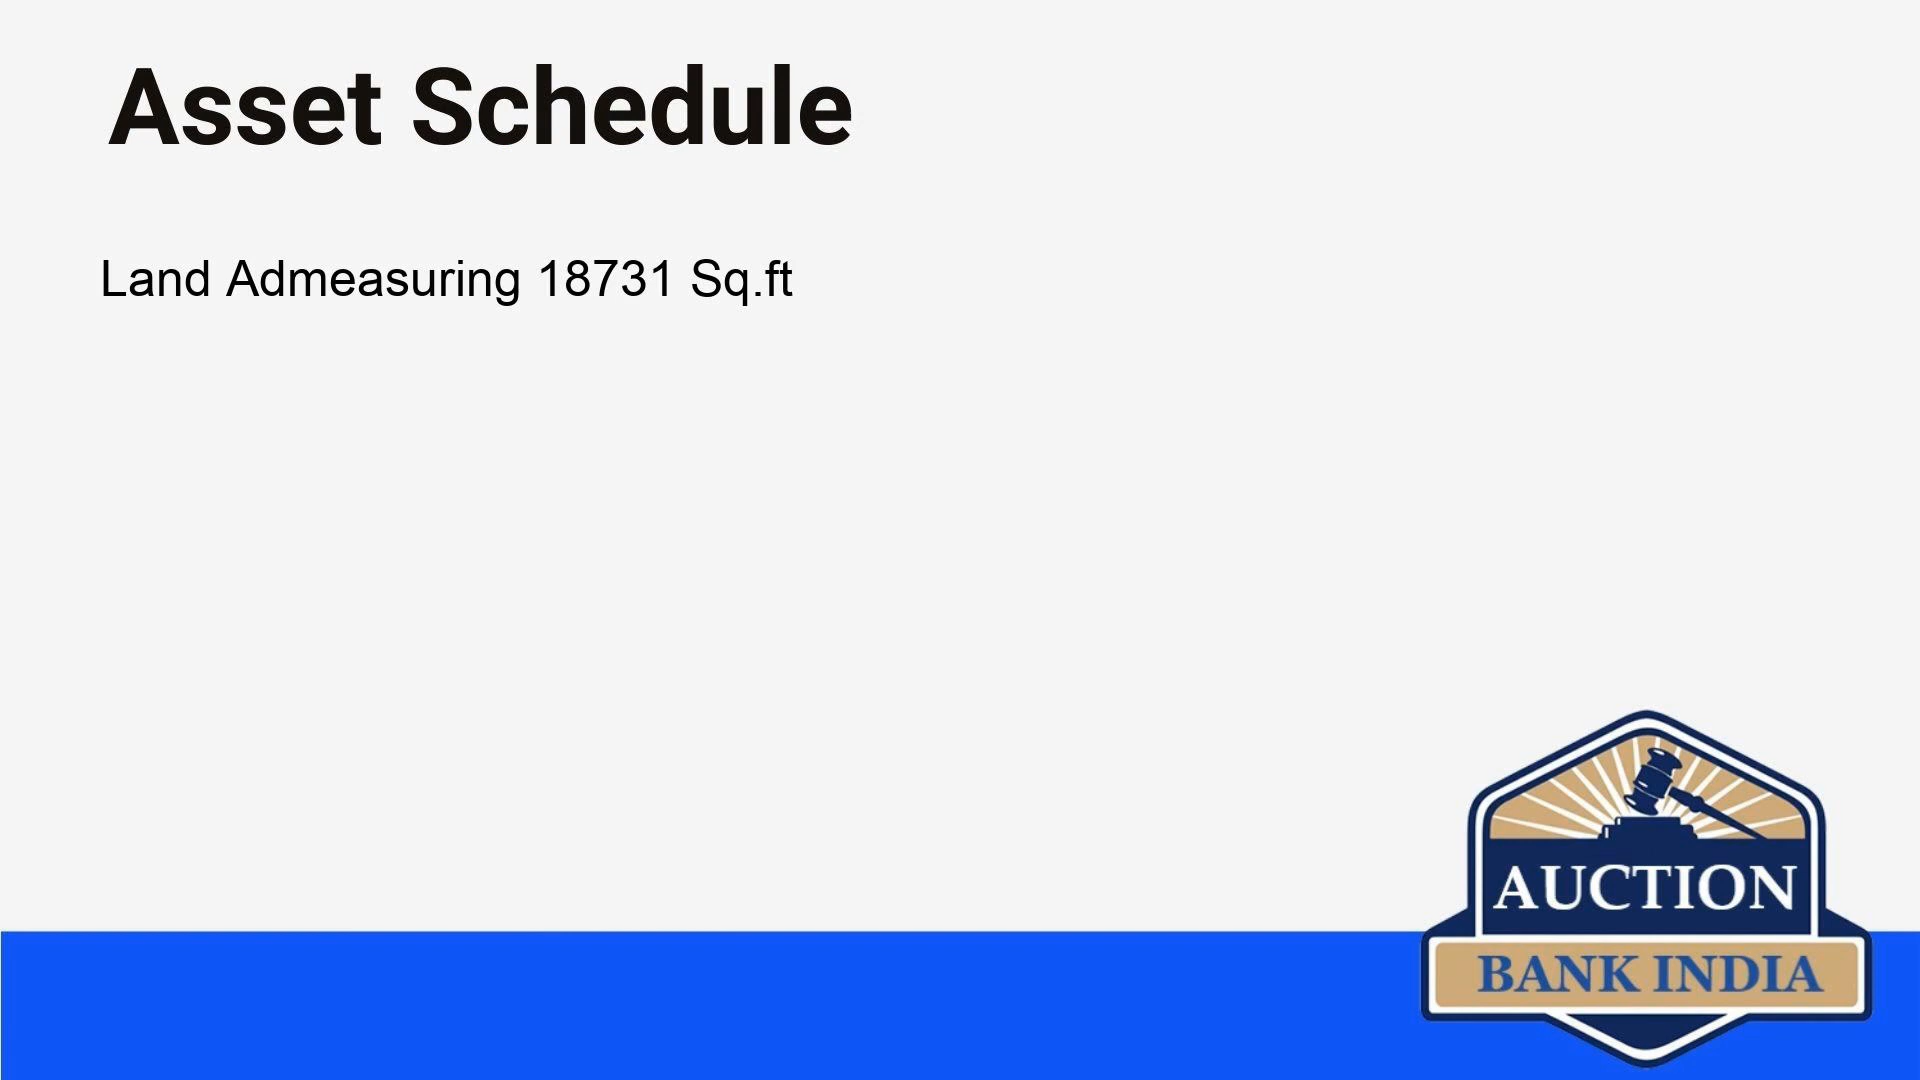 Asset Schedule
Land Admeasuring 18731 Sq.ft
AUCTION
BANK INDIA